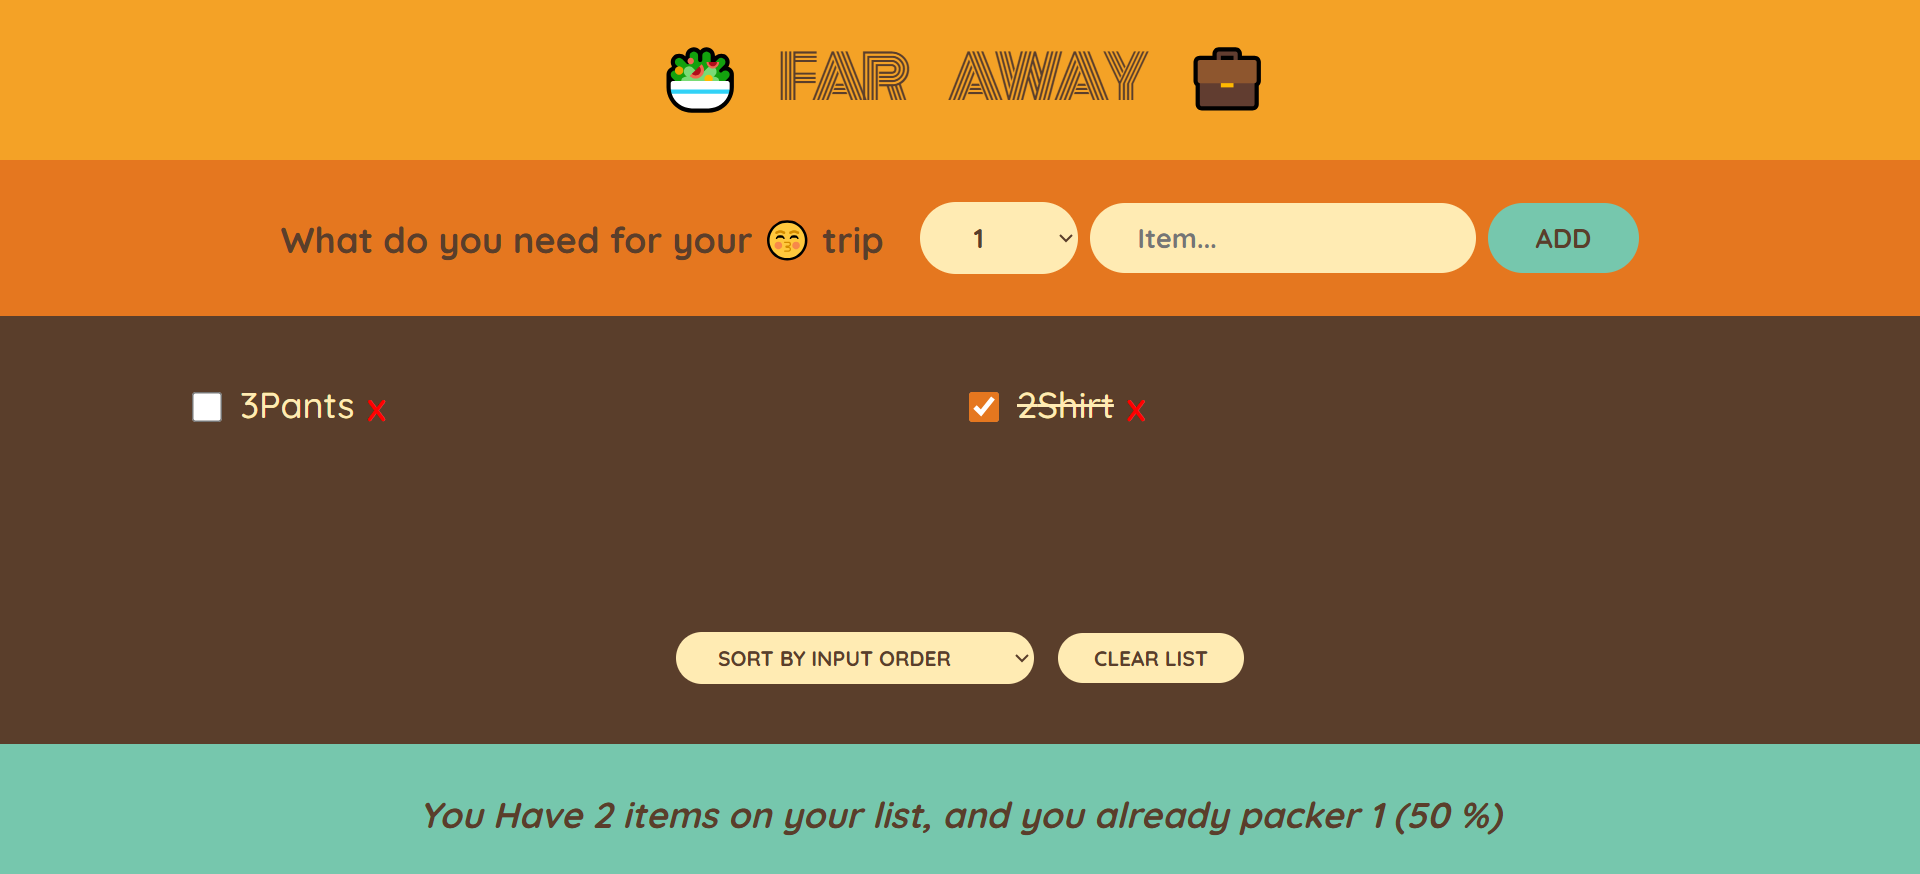 FAR AWAY
What do you need for your 😚 trip 1 Item... ADD
3Pants x 2Shirt x
SORT BY INPUT ORDER CLEAR LIST
You Have 2 items on your list, and you already packer 1 (50 %)